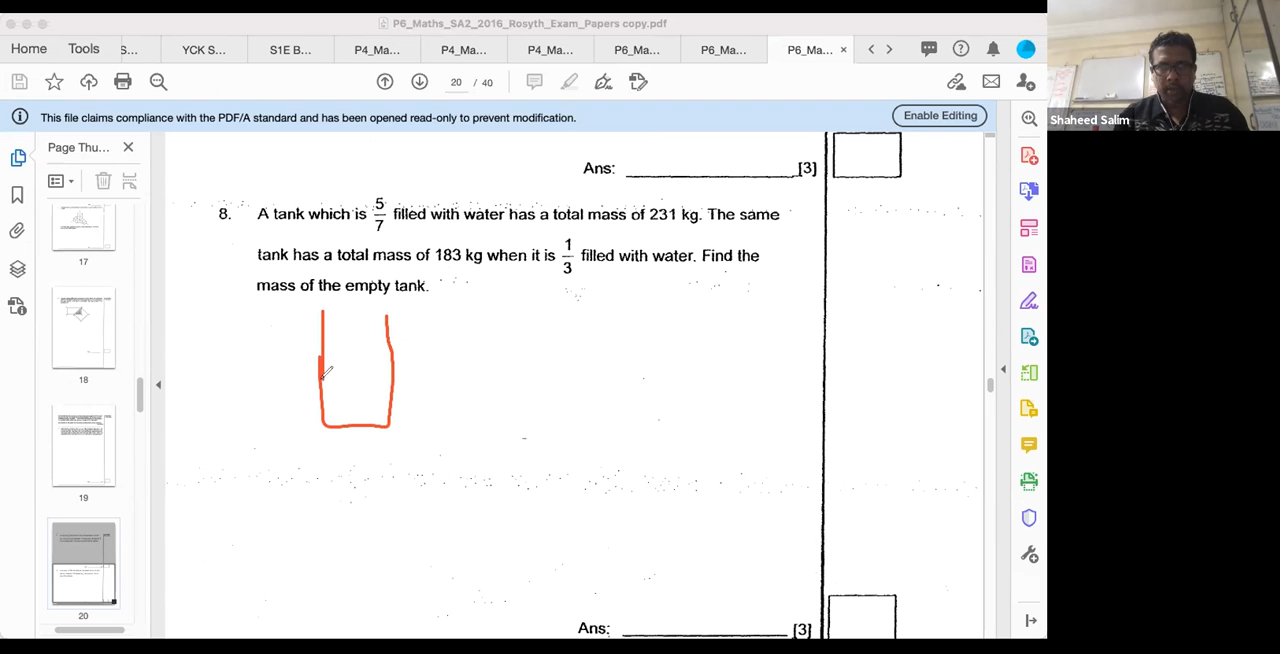 P6_Maths_SA2_2016_Rosyth_Exam_Papers copy.pdf
Home Tools S... YCK S... S1E B... P4_Ma... P4_Ma... P4_Ma... P6_Ma... P6_Ma... P6_Ma... ×
20 / 40
This file claims compliance with the PDF/A standard and has been opened read-only to prevent modification. Enable Editing
Shaheed Salim
Page Thu...
17
18
19
20
Ans: ____________________ [3]
8. A tank which is 5/7 filled with water has a total mass of 231 kg. The same
tank has a total mass of 183 kg when it is 1/3 filled with water. Find the
mass of the empty tank.
Ans: ____________________ [3]